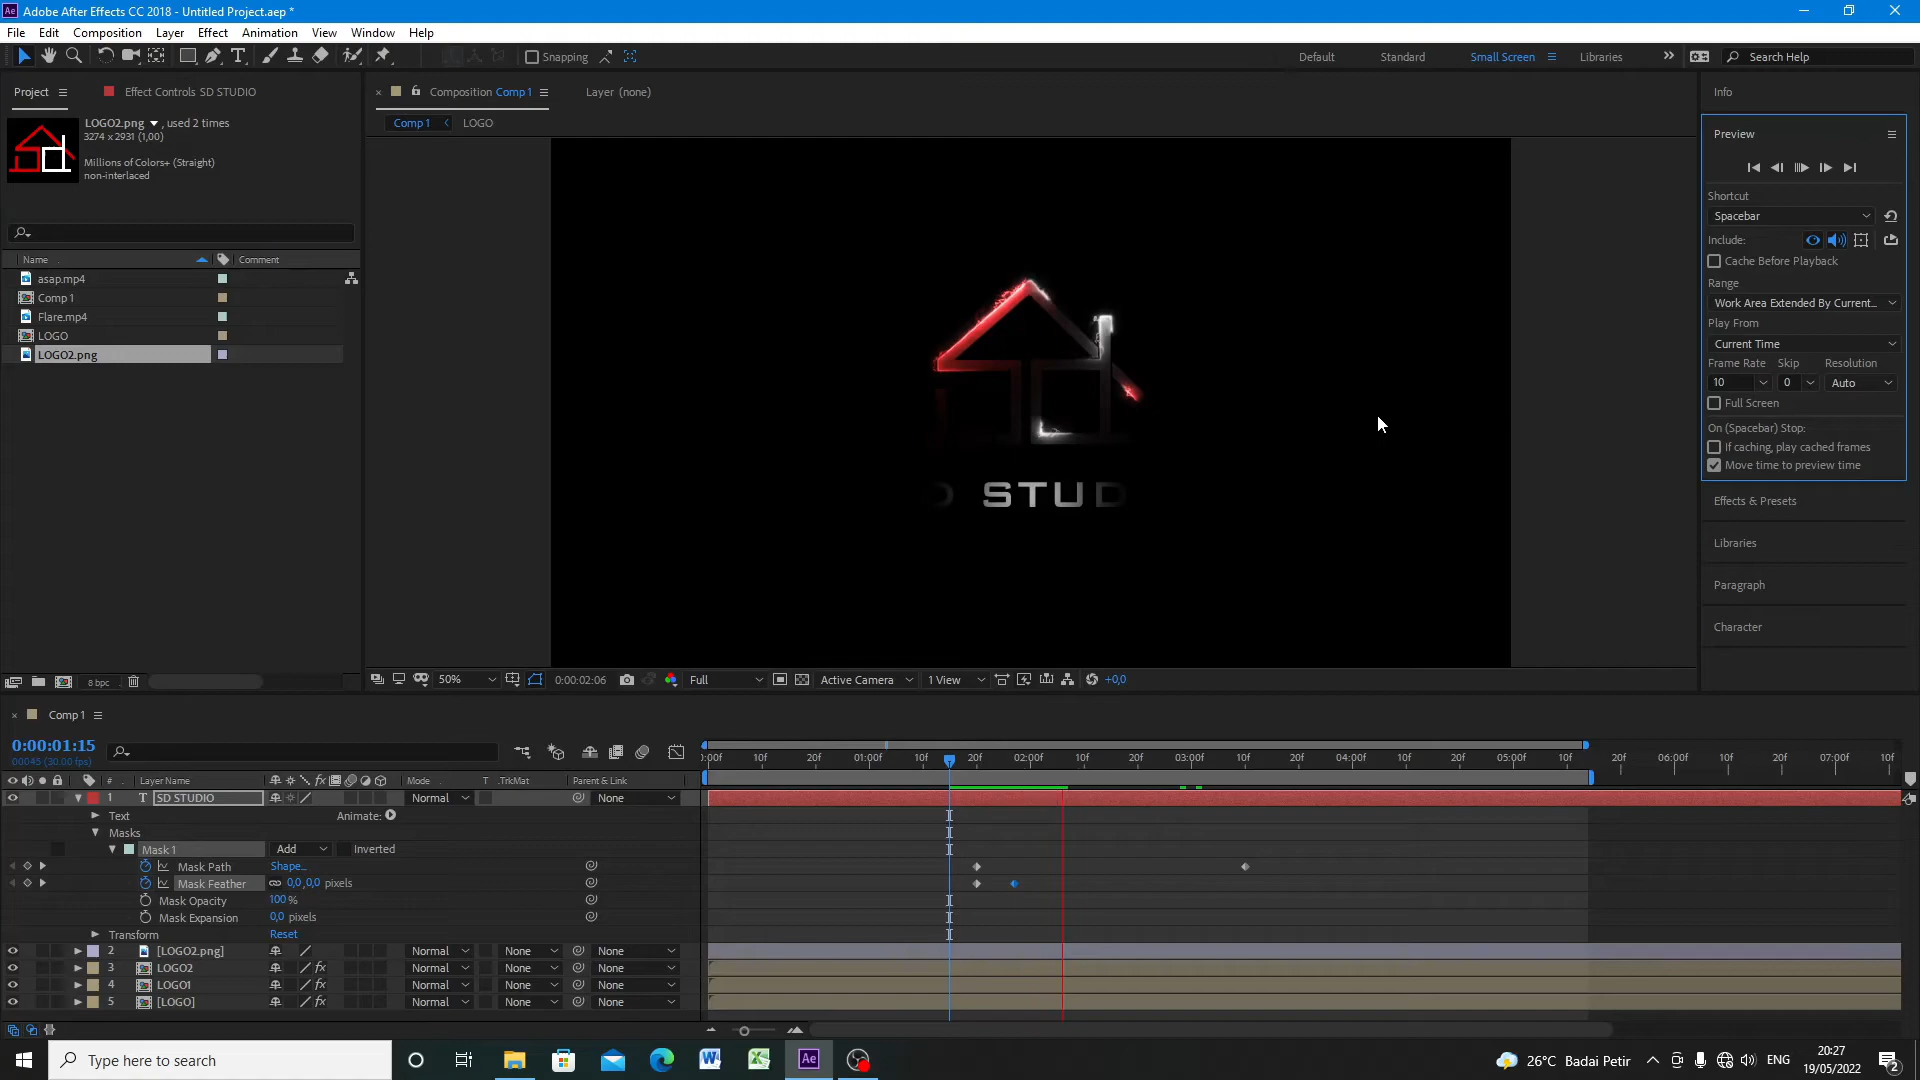 Adobe After Effects CC 2018 - Untitled Project.aep *
File Edit Composition Layer Effect Animation View Window Help
Snapping
Default Standard Small Screen Libraries
Search Help
Project
Effect Controls SD STUDIO
LOGO2.png , used 2 times
3274 x 2931 (1,00)
Millions of Colors+ (Straight)
non-interlaced
Name Comment
asap.mp4
Comp 1
Flare.mp4
LOGO
LOGO2.png
8 bpc
Composition Comp 1
Layer (none)
Comp 1 LOGO
D STUD
50%
0:00:02:06
Full
Active Camera
1 View
+0,0
Info
Preview
Shortcut
Spacebar
Include:
Cache Before Playback
Range
Work Area Extended By Current...
Play From
Current Time
Frame Rate Skip Resolution
10 0 Auto
Full Screen
On (Spacebar) Stop:
If caching, play cached frames
Move time to preview time
Effects & Presets
Libraries
Paragraph
Character
Comp 1
0:00:01:15
00045 (30.00 fps)
# Layer Name Mode T .TrkMat Parent & Link
:00f 10f 20f 01:00f 10f 20f 02:00f 10f 20f 03:00f 10f 20f 04:00f 10f 20f 05:00f 10f 20f 06:00f 10f 20f 07:00f 10f
1 T SD STUDIO Normal None
Text Animate:
Masks
Mask 1 Add Inverted
Mask Path Shape...
Mask Feather 0,0,0,0 pixels
Mask Opacity 100 %
Mask Expansion 0,0 pixels
Transform Reset
2 [LOGO2.png] Normal None None
3 LOGO2 Normal None None
4 LOGO1 Normal None None
5 [LOGO] Normal None None
Type here to search
26°C Badai Petir
ENG
20:27
19/05/2022
2